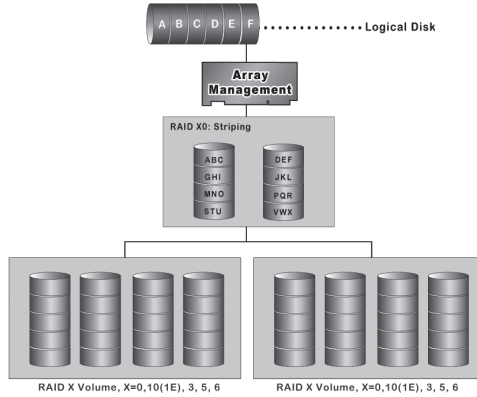 A B C D E F
Logical Disk
Array
Management
RAID X0: Striping
ABC DEF
GHI JKL
MNO PQR
STU VWX
RAID X Volume, X=0,10(1E), 3, 5, 6
RAID X Volume, X=0,10(1E), 3, 5, 6